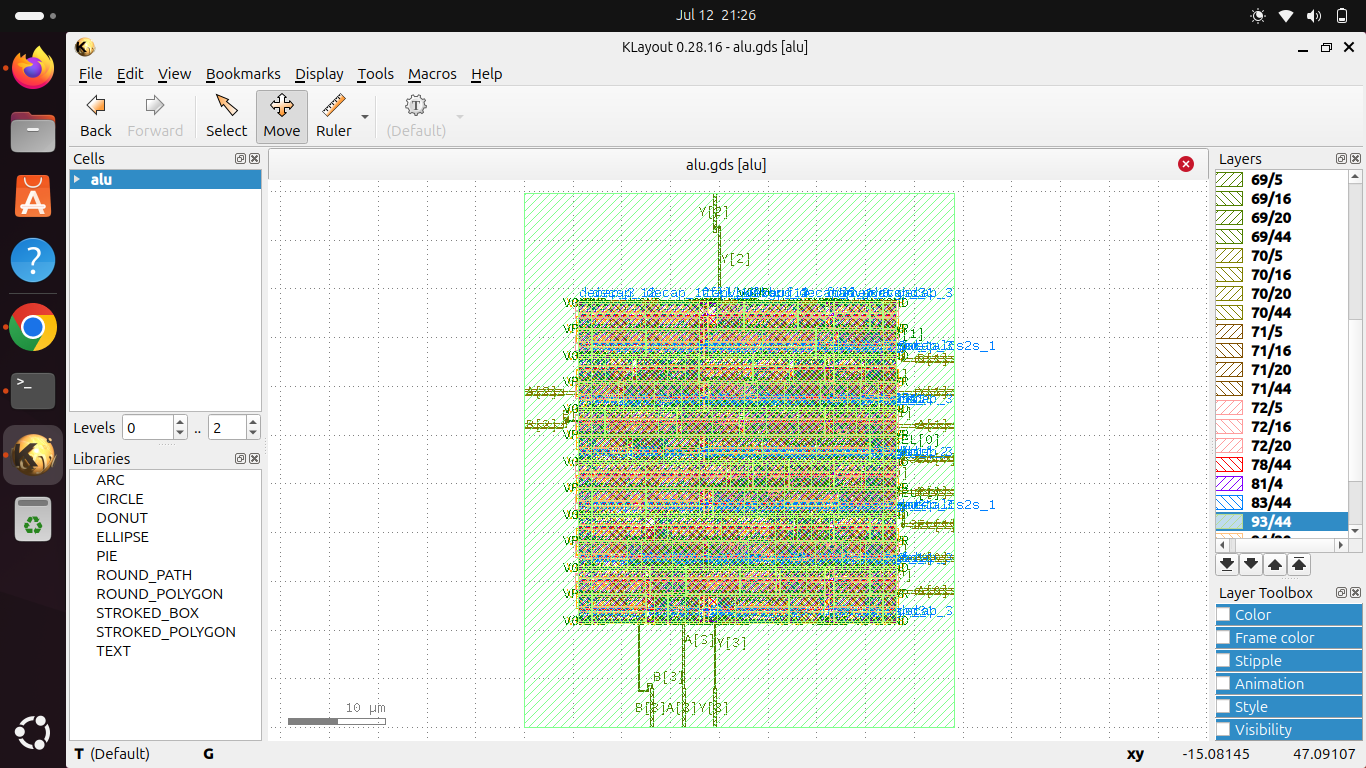 Jul 12 21:26
KLayout 0.28.16 - alu.gds [alu]
File Edit View Bookmarks Display Tools Macros Help
Back Forward Select Move Ruler (Default)
Cells
alu
Levels 0 .. 2
Libraries
ARC
CIRCLE
DONUT
ELLIPSE
PIE
ROUND_PATH
ROUND_POLYGON
STROKED_BOX
STROKED_POLYGON
TEXT
alu.gds [alu]
Y[2]
Y[2]
A[3] Y[3]
B[3]
B[3] A[3] Y[3]
10 µm
Layers
69/5
69/16
69/20
69/44
70/5
70/16
70/20
70/44
71/5
71/16
71/20
71/44
72/5
72/16
72/20
78/44
81/4
83/44
93/44
Layer Toolbox
Color
Frame color
Stipple
Animation
Style
Visibility
T (Default) G xy -15.08145 47.09107